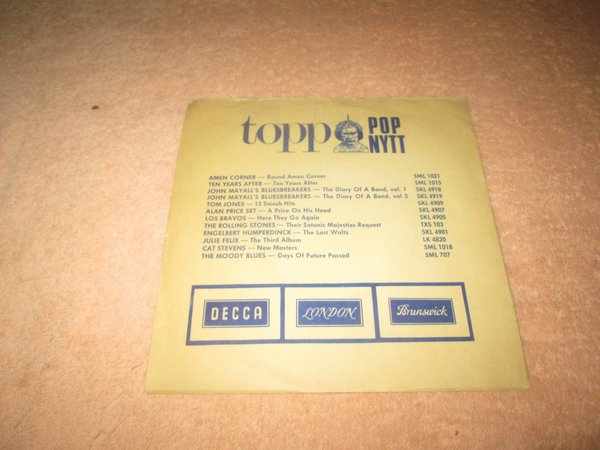 topp POP
NYTT
AMEN CORNER — Round Amen Corner SML 1021
TEN YEARS AFTER — Ten Years After SML 1015
JOHN MAYALL'S BLUESBREAKERS — The Diary Of A Band, vol. 1 SKL 4918
JOHN MAYALL'S BLUESBREAKERS — The Diary Of A Band, vol 2 SKL 4919
TOM JONES — 13 Smash Hits SKL 4909
ALAN PRICE SET — A Price On His Head SKL 4907
LOS BRAVOS — Here They Go Again SKL 4905
THE ROLLING STONES — Their Satanic Majesties Request TXS 103
ENGELBERT HUMPERDINCK — The Last Waltz SKL 4901
JULIE FELIX — The Third Album LK 4820
CAT STEVENS — New Masters SML 1018
THE MOODY BLUES — Days Of Future Passed SML 707
DECCA LONDON Brunswick